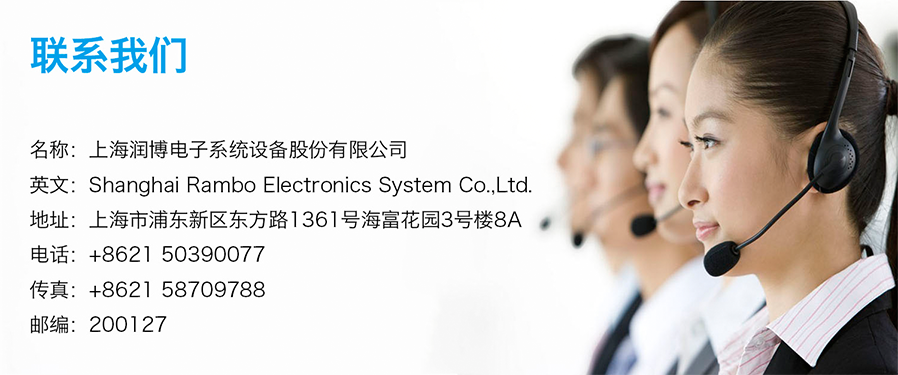 联系我们
名称：上海润博电子系统设备股份有限公司
英文：Shanghai Rambo Electronics System Co.,Ltd.
地址：上海市浦东新区东方路1361号海富花园3号楼8A
电话：+8621 50390077
传真：+8621 58709788
邮编：200127